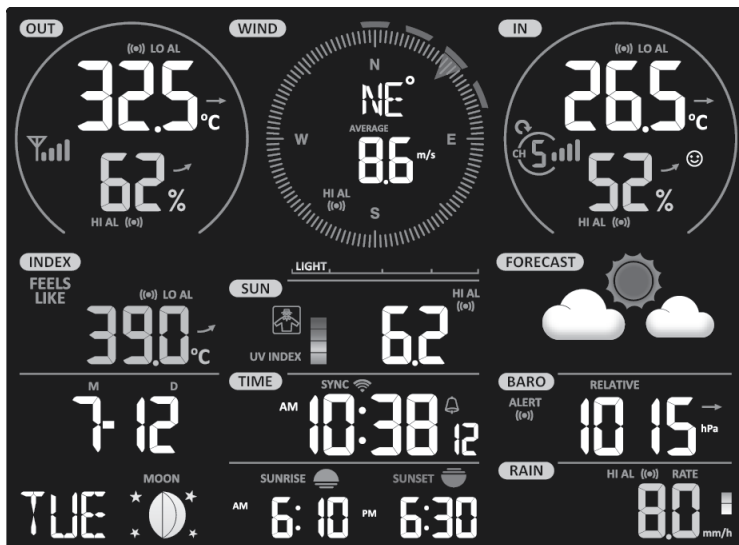 OUT
((•)) LO AL
32.5 → °C
62 %
HI AL ((•))
WIND
N
NE°
W
E
AVERAGE
8.6 m/s
HI AL
((•))
S
IN
((•)) LO AL
26.5 → °C
CH 5
52 %
HI AL ((•))
INDEX
FEELS
LIKE
((•)) LO AL
39.0 °C
LIGHT
SUN
HI AL
((•))
UV INDEX
6.2
FORECAST
M D
7-12
TIME
SYNC
AM 10:38 12
BARO
RELATIVE
ALERT
((•))
1015 → hPa
TUE
MOON
SUNRISE
AM 6:10
SUNSET
PM 6:30
RAIN
HI AL ((•)) RATE
8.0 mm/h